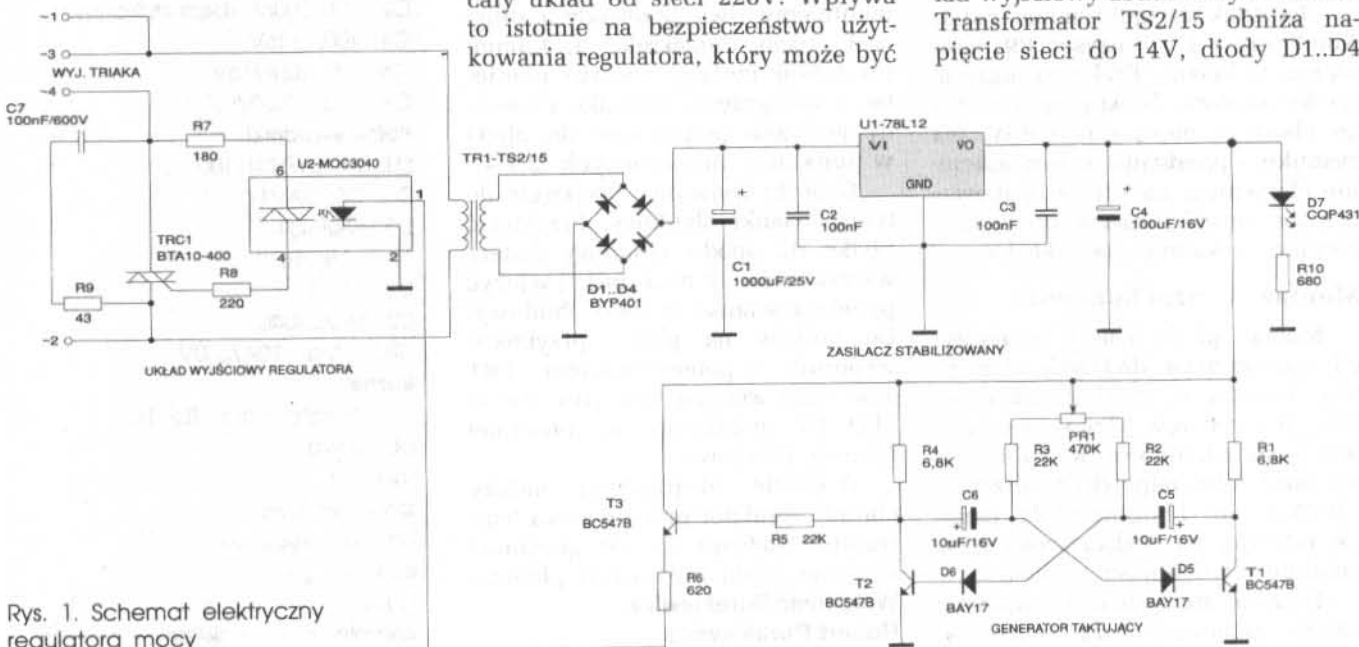 cały układ od sieci 220V. Wpływa
to istotnie na bezpieczeństwo użyt-
kowania regulatora, który może być
Transformator TS2/15 obniża na-
pięcie sieci do 14V, diody D1..D4
~1
~3
WYJ. TRIAKA
~4
C7
100nF/600V
R7
180
U2-MOC3040
6
1
4
2
TRC1
BTA10-400
R8
220
R9
43
~2
UKŁAD WYJŚCIOWY REGULATORA
TR1-TS2/15
D1..D4
BYP401
C1
1000uF/25V
C2
100nF
U1-78L12
VI
VO
GND
C3
100nF
+
C4
100uF/16V
D7
CQP431
R10
680
ZASILACZ STABILIZOWANY
T3
BC547B
R5 22K
R6
620
R4
6,8K
R3
22K
PR1
470K
R2
22K
R1
6,8K
C6
+
10uF/16V
C5
+
10uF/16V
T2
BC547B
D6
BAY17
D5
BAY17
T1
BC547B
GENERATOR TAKTUJĄCY
Rys. 1. Schemat elektryczny
regulatora mocy